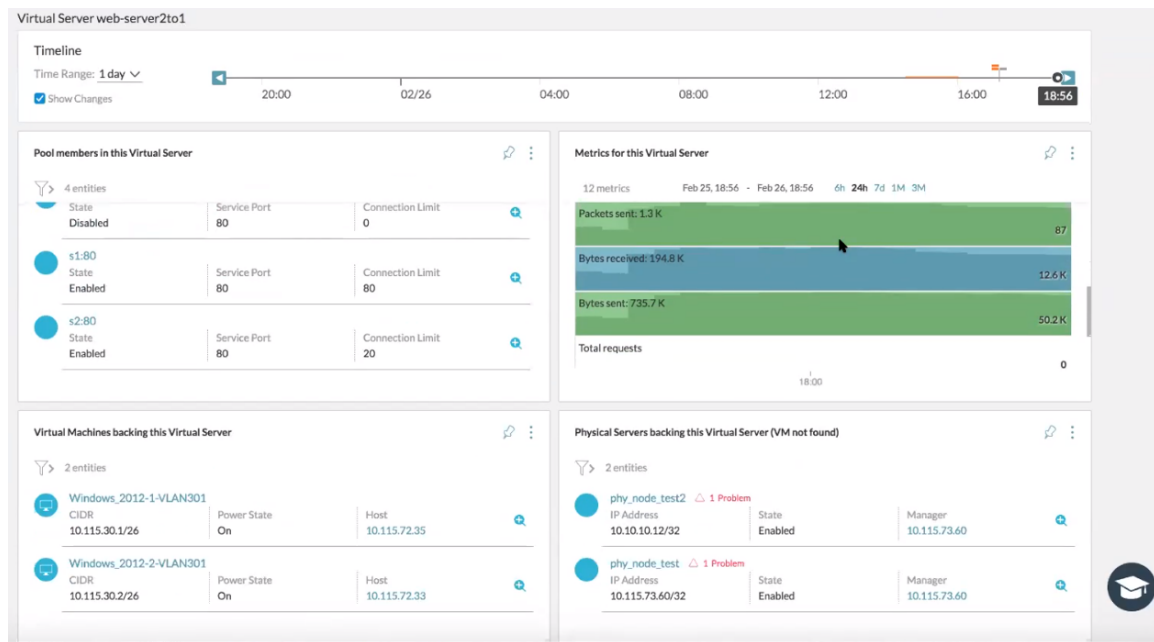 Virtual Server web-server2to1
Timeline
Time Range: 1 day
Show Changes
20:00 02/26 04:00 08:00 12:00 16:00 18:56
Pool members in this Virtual Server
4 entities
State Service Port Connection Limit
Disabled 80 0
s1:80
State Service Port Connection Limit
Enabled 80 80
s2:80
State Service Port Connection Limit
Enabled 80 20
Metrics for this Virtual Server
12 metrics Feb 25, 18:56 - Feb 26, 18:56 6h 24h 7d 1M 3M
Packets sent: 1.3 K
87
Bytes received: 194.8 K
12.6 K
Bytes sent: 735.7 K
50.2 K
Total requests
0
18:00
Virtual Machines backing this Virtual Server
2 entities
Windows_2012-1-VLAN301
CIDR Power State Host
10.115.30.1/26 On 10.115.72.35
Windows_2012-2-VLAN301
CIDR Power State Host
10.115.30.2/26 On 10.115.72.33
Physical Servers backing this Virtual Server (VM not found)
2 entities
phy_node_test2 1 Problem
IP Address State Manager
10.10.10.12/32 Enabled 10.115.73.60
phy_node_test 1 Problem
IP Address State Manager
10.115.73.60/32 Enabled 10.115.73.60